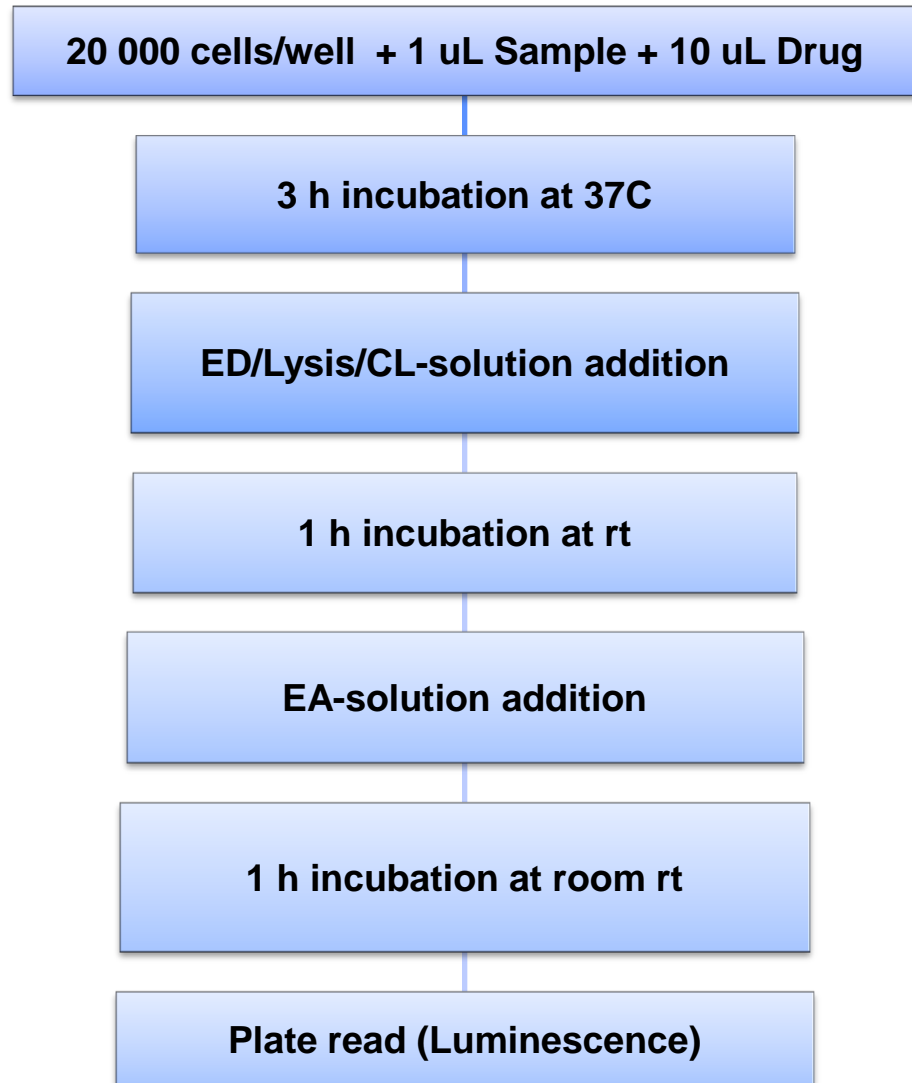 20 000 cells/well + 1 uL Sample + 10 uL Drug
3 h incubation at 37C
ED/Lysis/CL-solution addition
1 h incubation at rt
EA-solution addition
1 h incubation at room rt
Plate read (Luminescence)